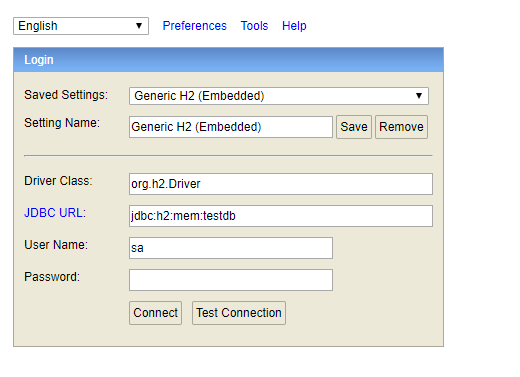 English Preferences Tools Help
Login
Saved Settings: Generic H2 (Embedded)
Setting Name: Generic H2 (Embedded) Save Remove
Driver Class: org.h2.Driver
JDBC URL: jdbc:h2:mem:testdb
User Name: sa
Password:
Connect Test Connection